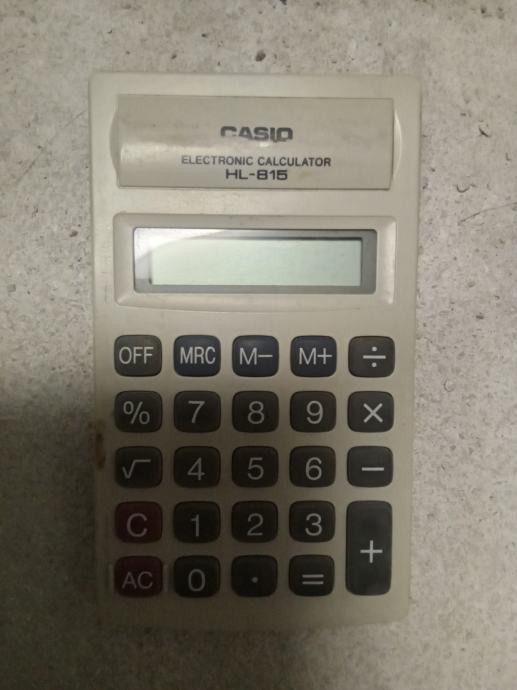 CASIO
ELECTRONIC CALCULATOR
HL-815
OFF MRC M− M+ ÷
% 7 8 9 ×
√ 4 5 6 −
C 1 2 3 +
AC 0 . =